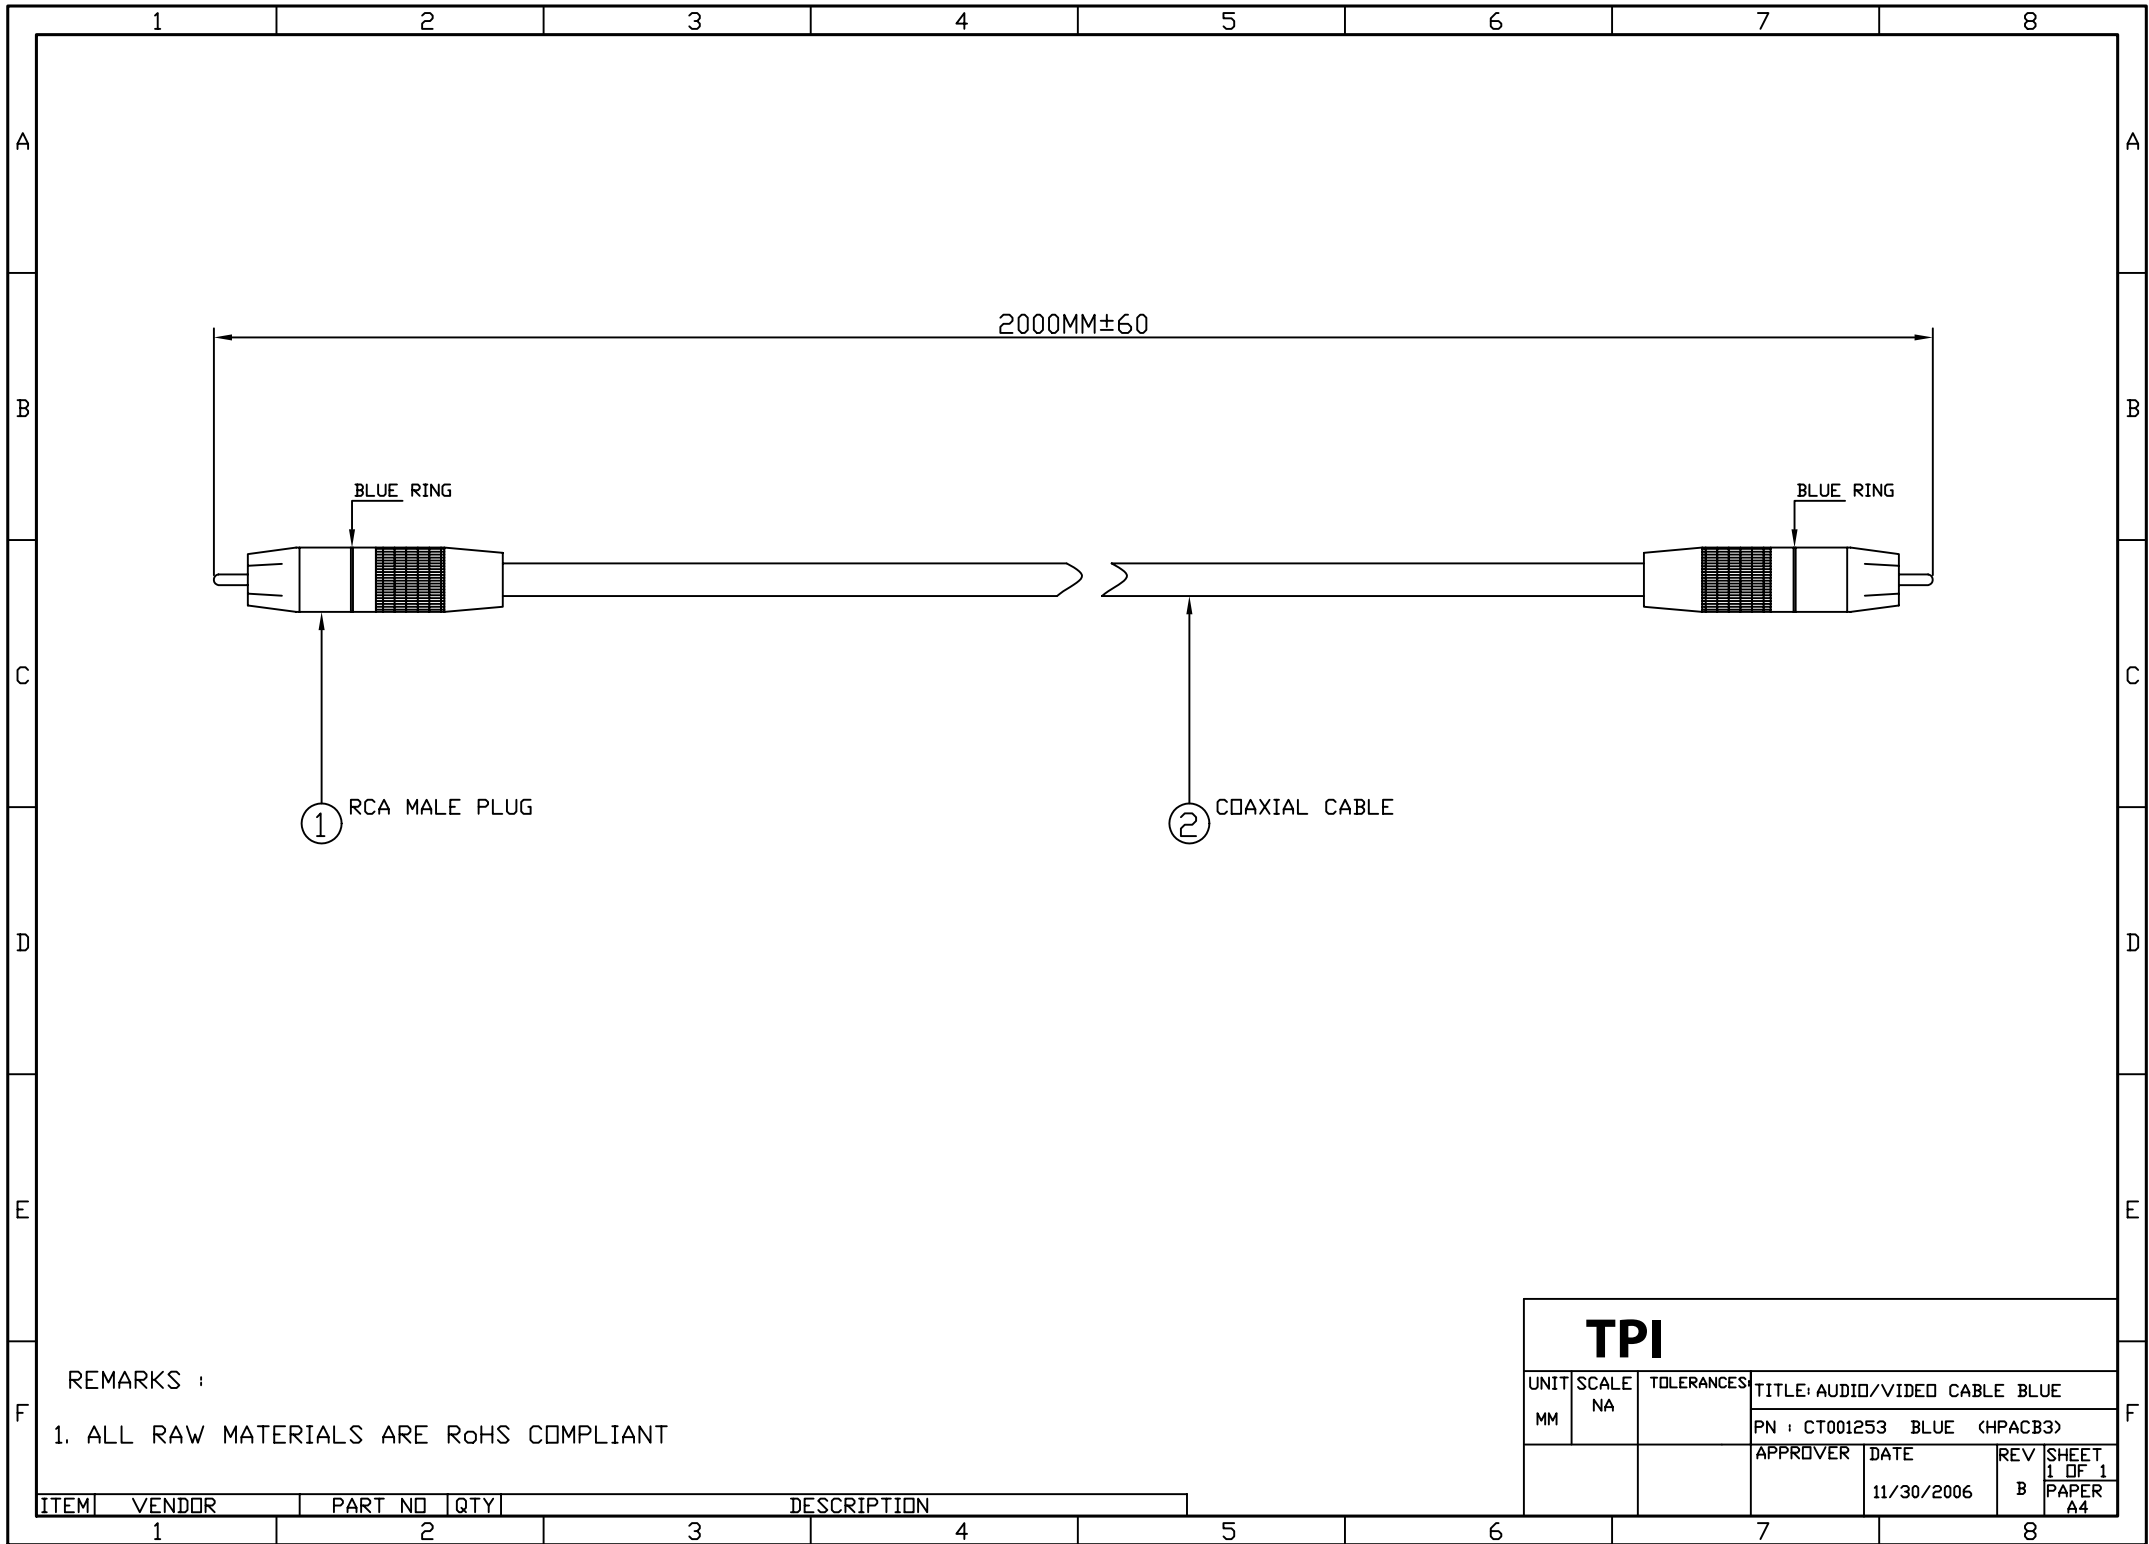 1 2 3 4 5 6 7 8
A A
2000MM±60
B B
BLUE RING BLUE RING
C C
1 RCA MALE PLUG 2 COAXIAL CABLE
D D
E E
TPI
REMARKS :
F F
1. ALL RAW MATERIALS ARE RoHS COMPLIANT
UNIT SCALE TOLERANCES: TITLE: AUDIO/VIDEO CABLE BLUE
MM NA
PN : CT001253 BLUE (HPACB3)
APPROVER DATE REV SHEET
1 OF 1
11/30/2006 B PAPER
A4
ITEM VENDOR PART NO QTY DESCRIPTION
1 2 3 4 5 6 7 8